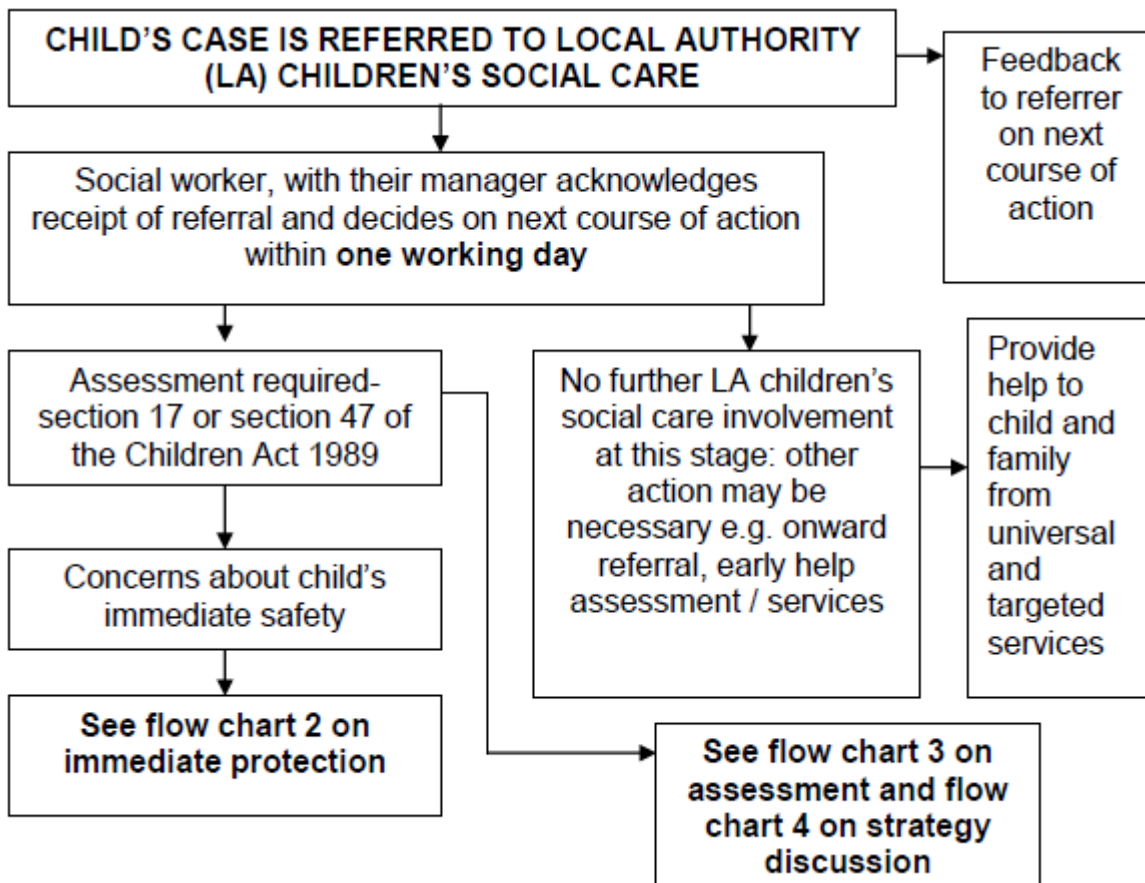 CHILD'S CASE IS REFERRED TO LOCAL AUTHORITY
(LA) CHILDREN'S SOCIAL CARE
Feedback
to referrer
on next
course of
action
Social worker, with their manager acknowledges
receipt of referral and decides on next course of action
within one working day
Assessment required-
section 17 or section 47 of
the Children Act 1989
No further LA children's
social care involvement
at this stage: other
action may be
necessary e.g. onward
referral, early help
assessment / services
Provide
help to
child and
family
from
universal
and
targeted
services
Concerns about child's
immediate safety
See flow chart 2 on
immediate protection
See flow chart 3 on
assessment and flow
chart 4 on strategy
discussion